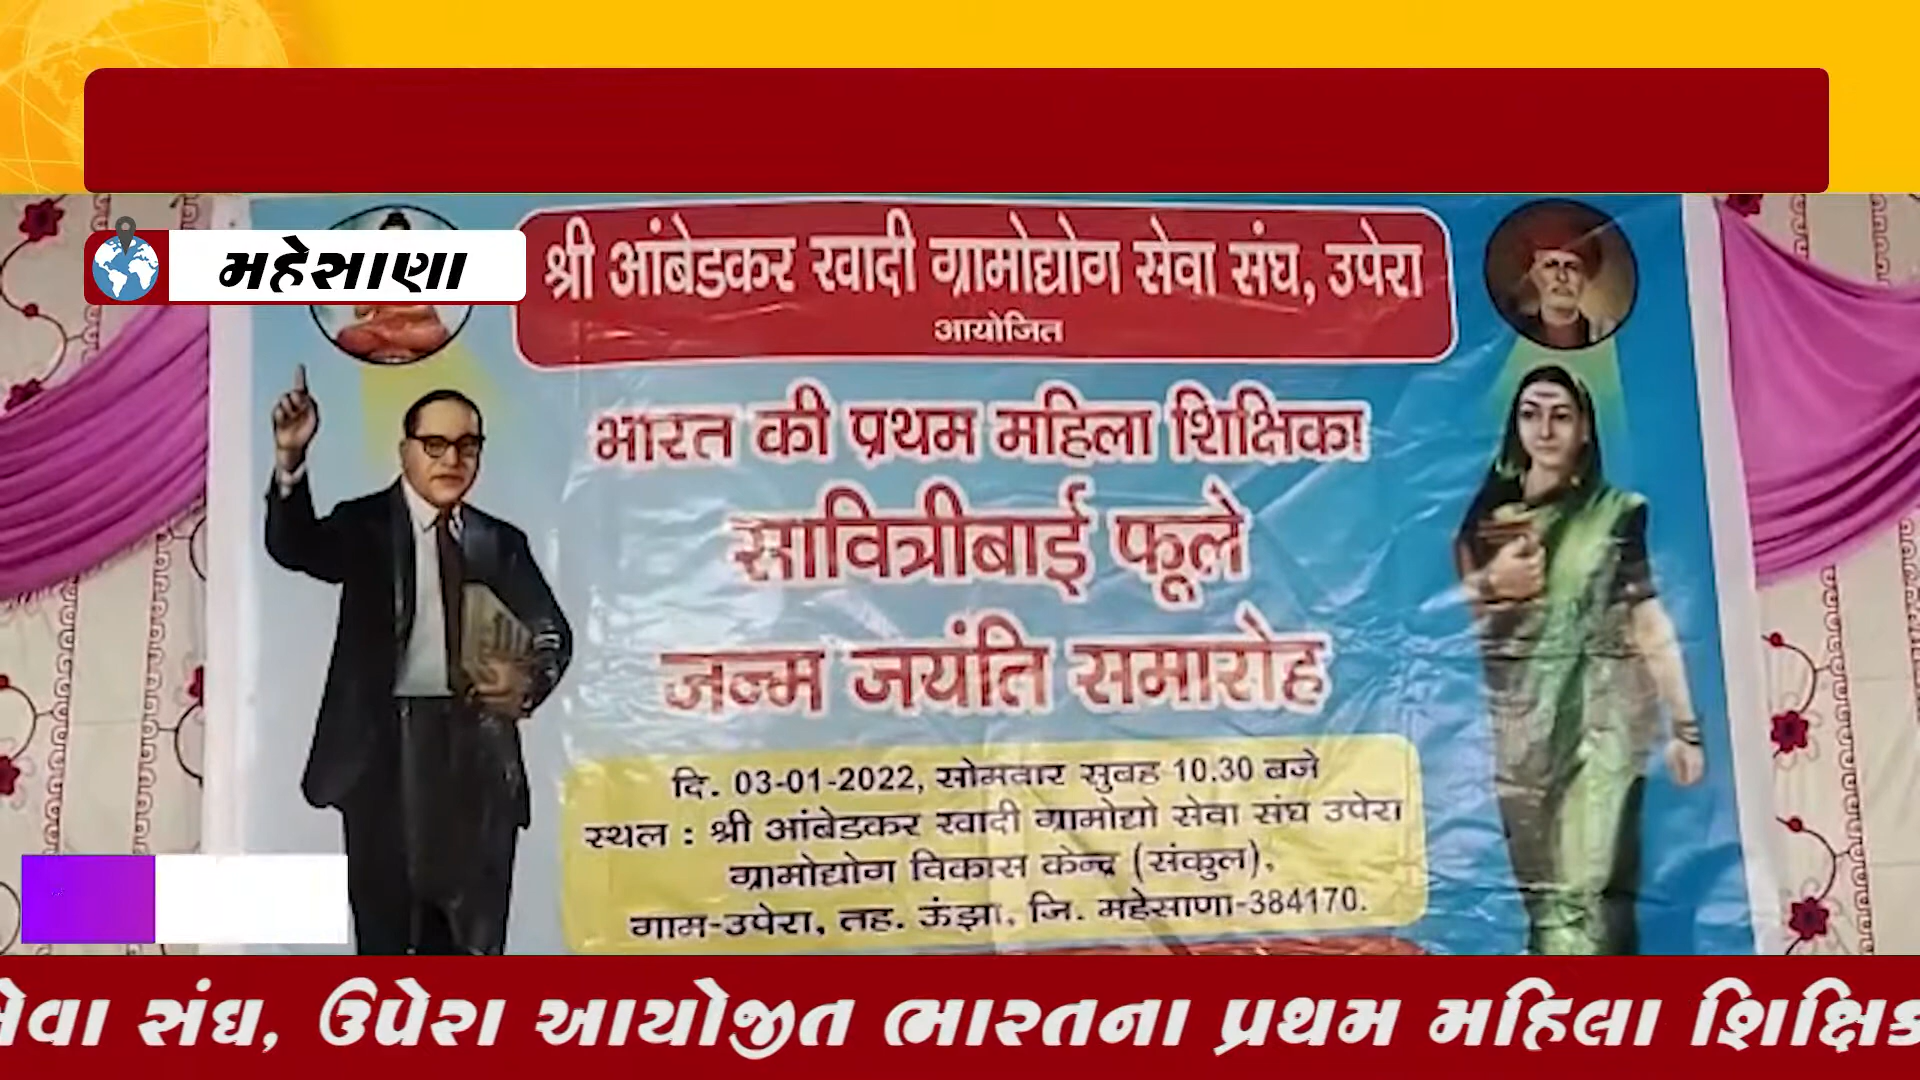 મહેસાણા
श्री आंबेडकर खादी ग्रामोद्योग सेवा संघ, उपेरा
आयोजित
भारत की प्रथम महिला शिक्षिका
सावित्रीबाई फूले
जन्म जयंति समारोह
दि. 03-01-2022, सोमवार सुबह 10.30 बजे
स्थल : श्री आंबेडकर खादी ग्रामोद्यो सेवा संघ उपेरा
ग्रामोद्योग विकास केन्द्र (संकुल),
गाम-उपेरा, तह. ऊंझा, जि. महेसाणा-384170.
સેવા સંઘ, ઉપેરા આયોજીત ભારતના પ્રથમ મહિલા